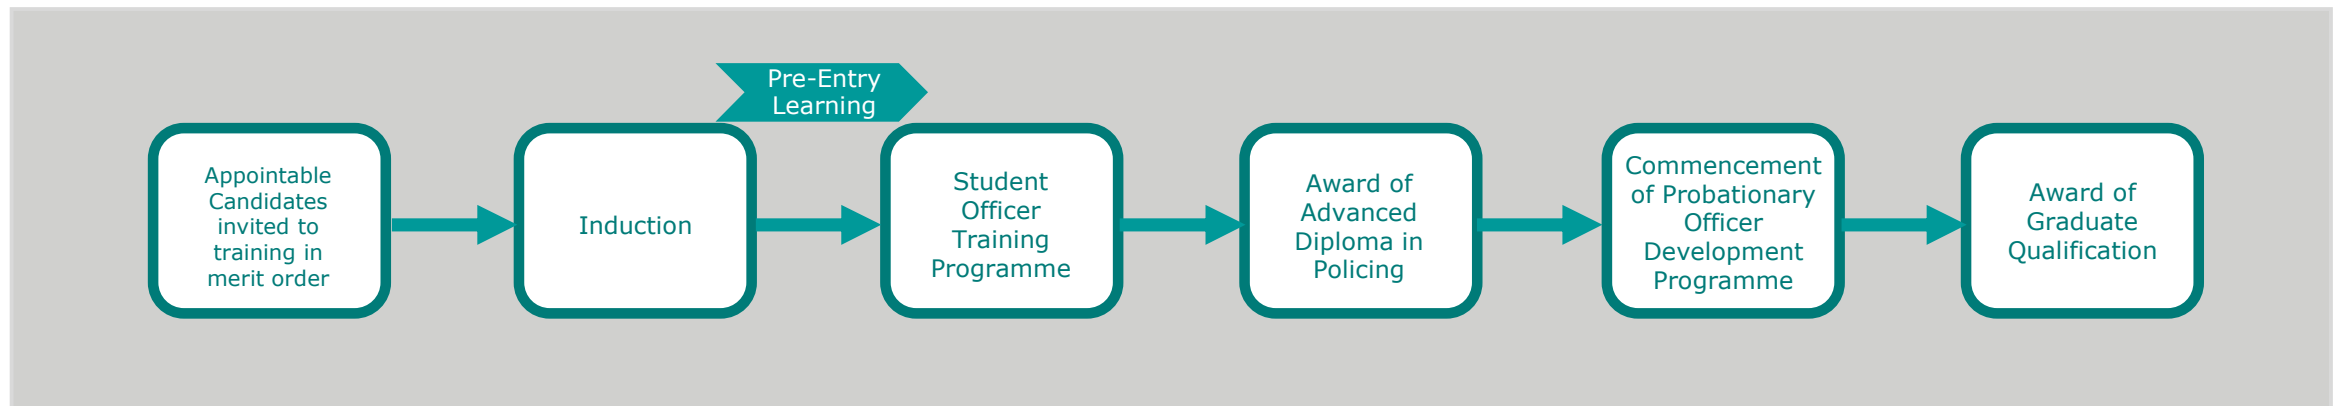 Pre-Entry
Learning
Appointable
Candidates
invited to
training in
merit order
Induction
Student
Officer
Training
Programme
Award of
Advanced
Diploma in
Policing
Commencement
of Probationary
Officer
Development
Programme
Award of
Graduate
Qualification